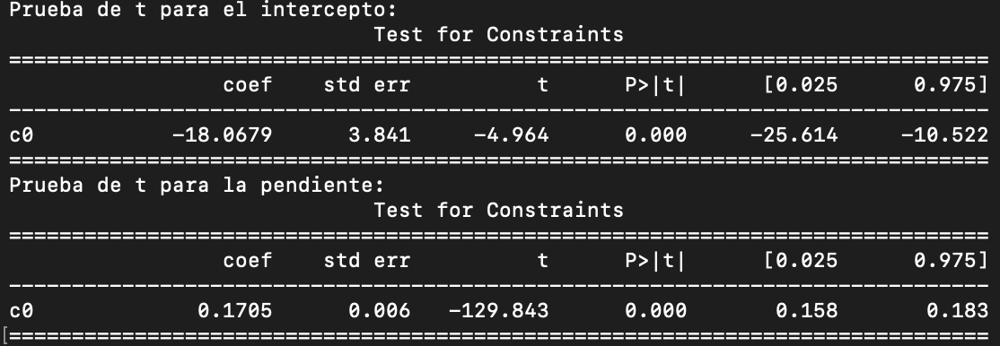 Prueba de t para el intercepto:
                             Test for Constraints
==============================================================================
                 coef    std err          t      P>|t|      [0.025      0.975]
------------------------------------------------------------------------------
c0           -18.0679      3.841     -4.964      0.000     -25.614     -10.522
==============================================================================
Prueba de t para la pendiente:
                             Test for Constraints
==============================================================================
                 coef    std err          t      P>|t|      [0.025      0.975]
------------------------------------------------------------------------------
c0             0.1705      0.006   -129.843      0.000       0.158       0.183
==============================================================================